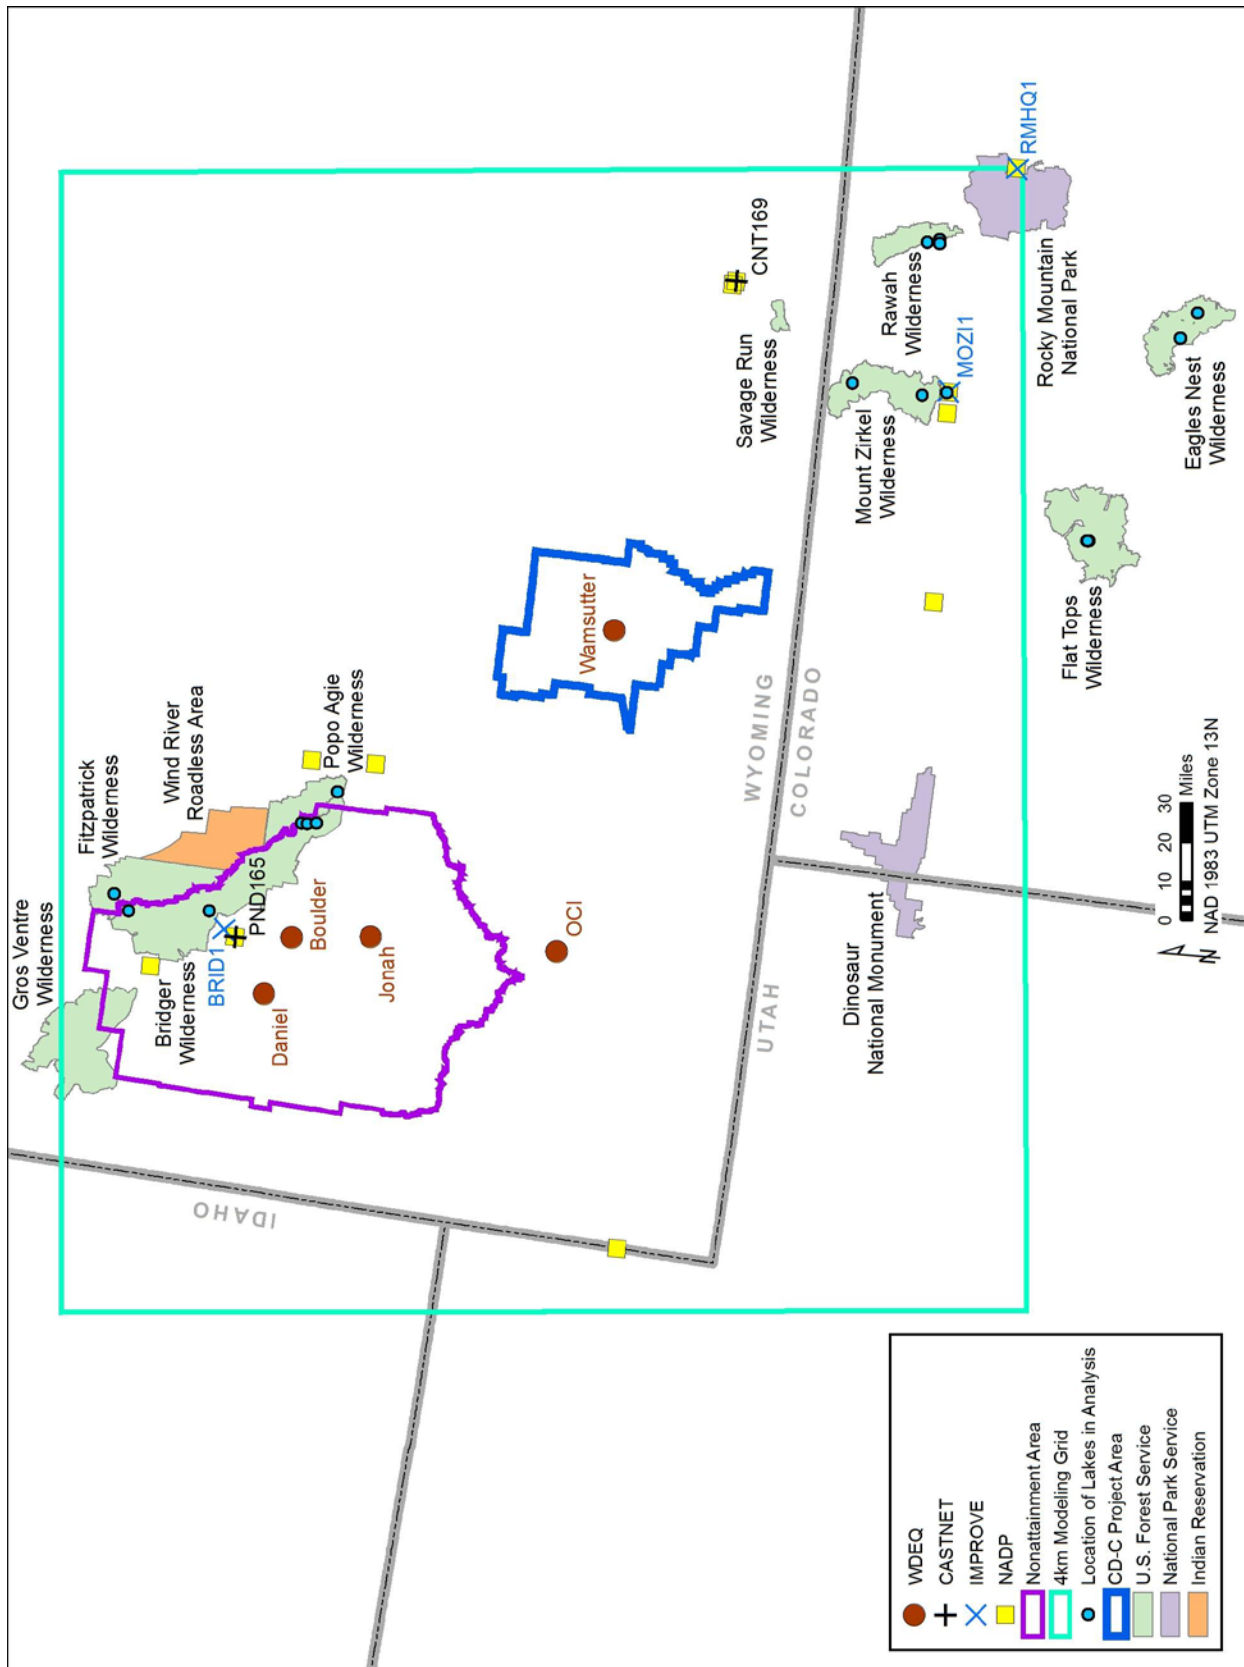 Gros Ventre
Wilderness
Fitzpatrick
Wilderness
Wind River
Roadless Area
Bridger
Wilderness
BRID1
PND165
Popo Agie
Wilderness
Daniel
Boulder
Jonah
OCI
Wamsutter
IDAHO
WYOMING
UTAH
COLORADO
Savage Run
Wilderness
CNT169
Mount Zirkel
Wilderness
MOZI1
Rawah
Wilderness
RMHQ1
Rocky Mountain
National Park
Dinosaur
National Monument
Flat Tops
Wilderness
Eagles Nest
Wilderness
WDEQ
CASTNET
IMPROVE
NADP
Nonattainment Area
4km Modeling Grid
Location of Lakes in Analysis
CD-C Project Area
U.S. Forest Service
National Park Service
Indian Reservation
N
0 10 20 30
Miles
NAD 1983 UTM Zone 13N